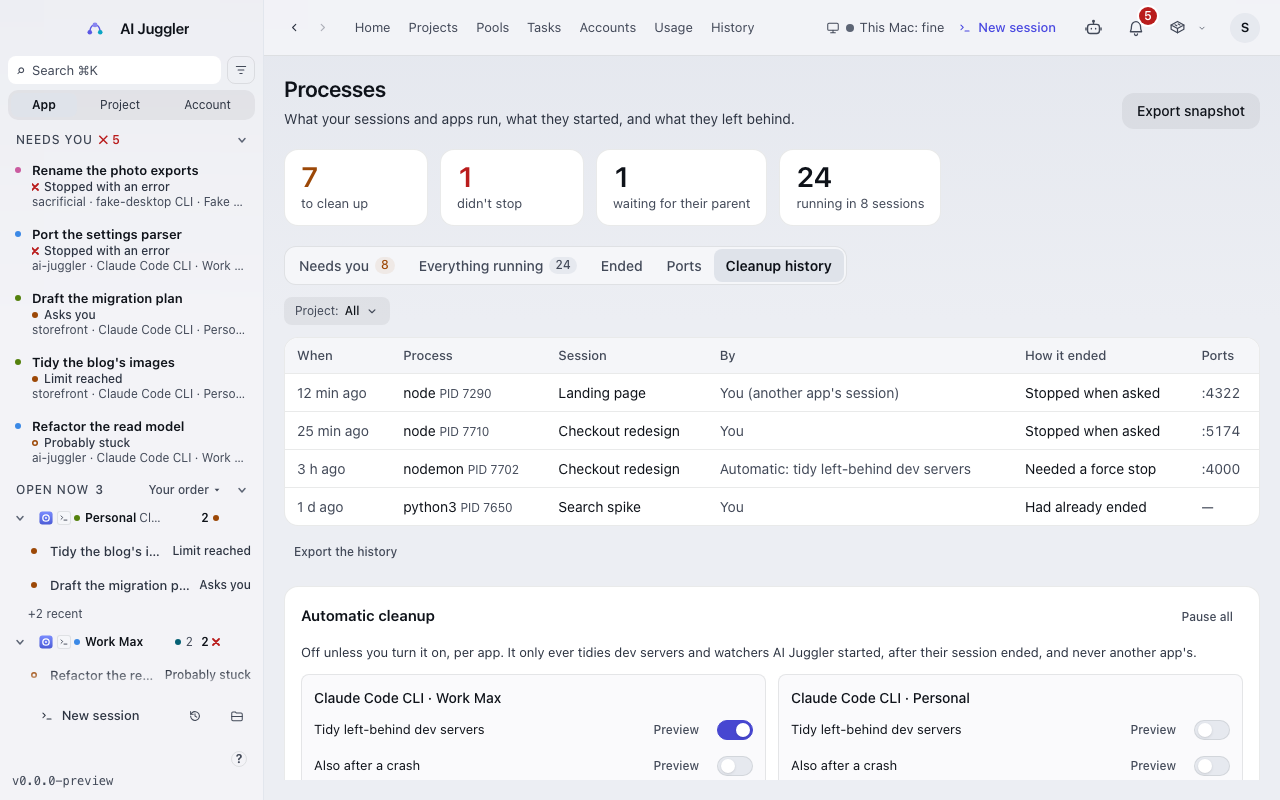 AI Juggler
Search ⌘K
App Project Account
NEEDS YOU 5
Rename the photo exports
Stopped with an error
sacrificial · fake-desktop CLI · Fake ...
Port the settings parser
Stopped with an error
ai-juggler · Claude Code CLI · Work ...
Draft the migration plan
Asks you
storefront · Claude Code CLI · Perso...
Tidy the blog's images
Limit reached
storefront · Claude Code CLI · Perso...
Refactor the read model
Probably stuck
ai-juggler · Claude Code CLI · Work ...
OPEN NOW 3 Your order
Personal Cl... 2
Tidy the blog's i... Limit reached
Draft the migration p... Asks you
+2 recent
Work Max 2 2
Refactor the re... Probably stuck
New session
?
v0.0.0-preview
Home Projects Pools Tasks Accounts Usage History This Mac: fine New session 5 S
Processes
What your sessions and apps run, what they started, and what they left behind.
Export snapshot
7 to clean up
1 didn't stop
1 waiting for their parent
24 running in 8 sessions
Needs you 8 Everything running 24 Ended Ports Cleanup history
Project: All
When Process Session By How it ended Ports
12 min ago node PID 7290 Landing page You (another app's session) Stopped when asked :4322
25 min ago node PID 7710 Checkout redesign You Stopped when asked :5174
3 h ago nodemon PID 7702 Checkout redesign Automatic: tidy left-behind dev servers Needed a force stop :4000
1 d ago python3 PID 7650 Search spike You Had already ended —
Export the history
Automatic cleanup Pause all
Off unless you turn it on, per app. It only ever tidies dev servers and watchers AI Juggler started, after their session ended, and never another app's.
Claude Code CLI · Work Max
Tidy left-behind dev servers Preview
Also after a crash Preview
Claude Code CLI · Personal
Tidy left-behind dev servers Preview
Also after a crash Preview